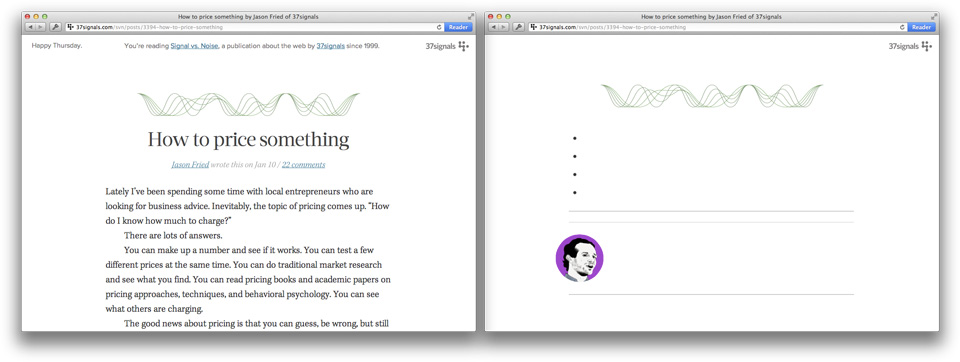 How to price something by Jason Fried of 37signals
37signals.com/svn/posts/3394-how-to-price-something
Reader
Happy Thursday.
You're reading Signal vs. Noise, a publication about the web by 37signals since 1999.
37signals
How to price something
Jason Fried wrote this on Jan 10 / 22 comments
Lately I've been spending some time with local entrepreneurs who are
looking for business advice. Inevitably, the topic of pricing comes up. “How
do I know how much to charge?”
There are lots of answers.
You can make up a number and see if it works. You can test a few
different prices at the same time. You can do traditional market research
and see what you find. You can read pricing books and academic papers on
pricing approaches, techniques, and behavioral psychology. You can see
what others are charging.
The good news about pricing is that you can guess, be wrong, but still
How to price something by Jason Fried of 37signals
37signals.com/svn/posts/3394-how-to-price-something
Reader
37signals